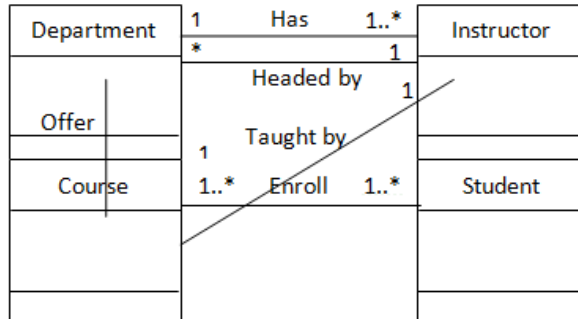 Department 1 Has 1..* Instructor
* 1
Headed by
1
Offer
Taught by
1
Course 1..* Enroll 1..* Student